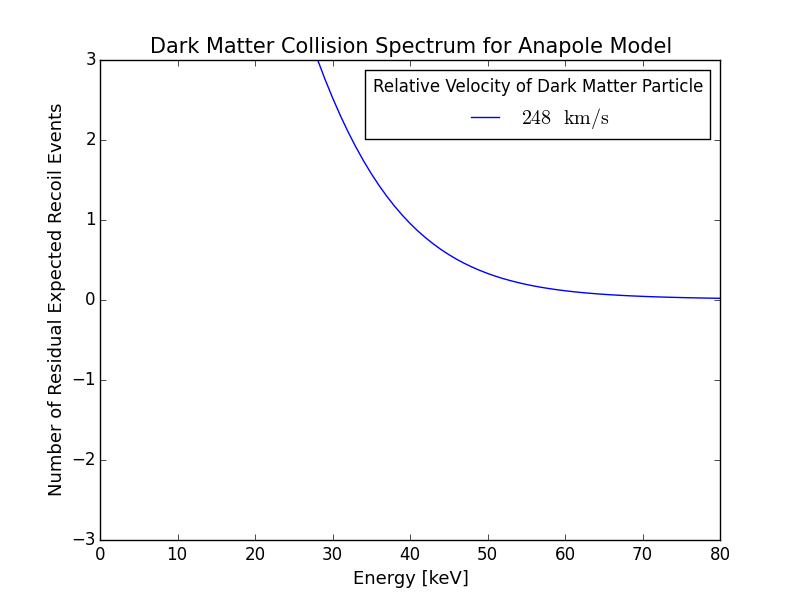 Dark Matter Collision Spectrum for Anapole Model
Relative Velocity of Dark Matter Particle
248 km/s
Number of Residual Expected Recoil Events
3
2
1
0
−1
−2
−3
0 10 20 30 40 50 60 70 80
Energy [keV]